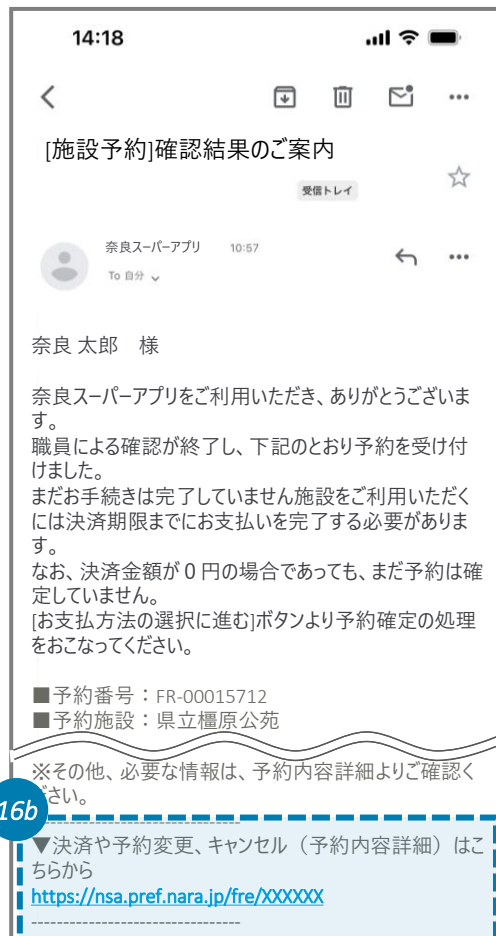 14:18
[施設予約]確認結果のご案内
受信トレイ
奈良スーパーアプリ 10:57
To 自分
奈良 太郎　様
奈良スーパーアプリをご利用いただき、ありがとうございま
す。
職員による確認が終了し、下記のとおり予約を受け付
けました。
まだお手続きは完了していません施設をご利用いただく
には決済期限までにお支払いを完了する必要がありま
す。
なお、決済金額が０円の場合であっても、まだ予約は確
定していません。
[お支払方法の選択に進む]ボタンより予約確定の処理
をおこなってください。
■予約番号：FR-00015712
■予約施設：県立橿原公苑
※その他、必要な情報は、予約内容詳細よりご確認く
ださい。
16b
--------------------------------
▼決済や予約変更、キャンセル（予約内容詳細）はこ
ちらから
https://nsa.pref.nara.jp/fre/XXXXXX
--------------------------------